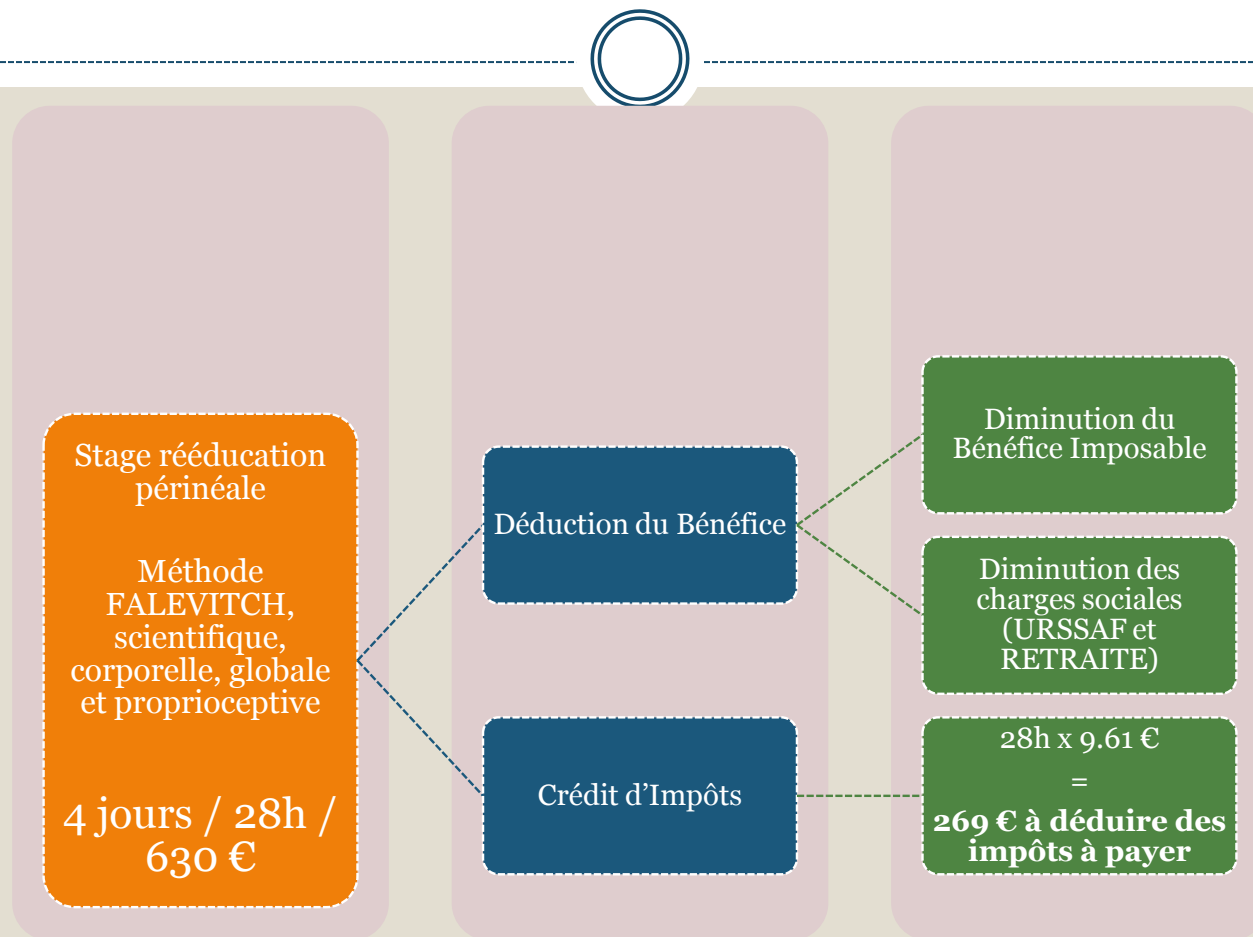 Stage rééducation
périnéale
Méthode
FALEVITCH,
scientifique,
corporelle, globale
et proprioceptive
4 jours / 28h /
630 €
Déduction du Bénéfice
Crédit d’Impôts
Diminution du
Bénéfice Imposable
Diminution des
charges sociales
(URSSAF et
RETRAITE)
28h x 9.61 €
=
269 € à déduire des
impôts à payer